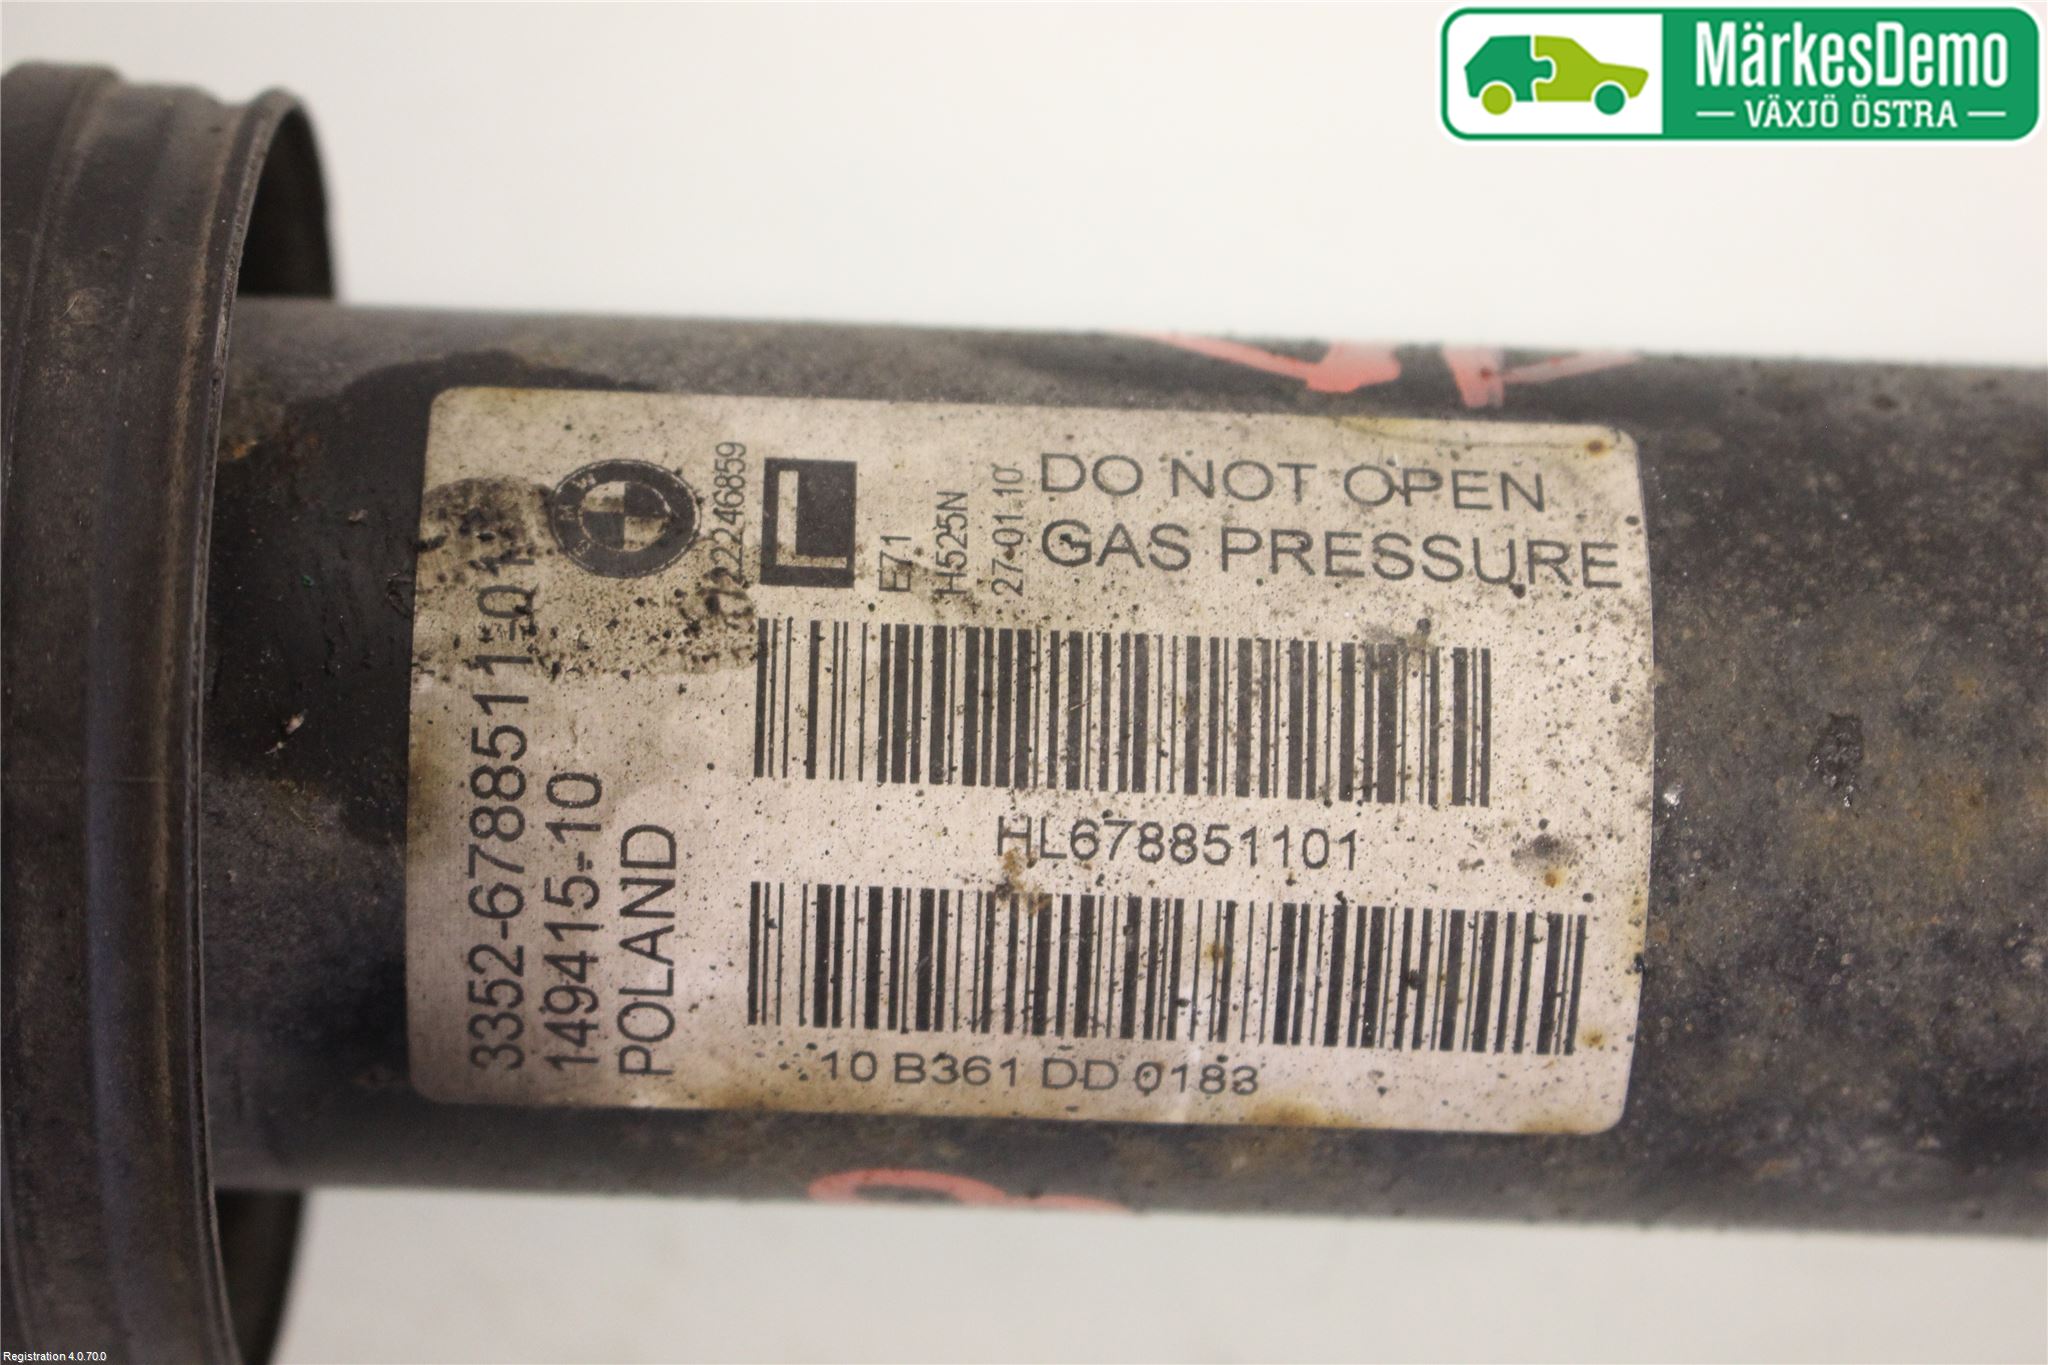 MärkesDemo
VÄXJÖ ÖSTRA
DO NOT OPEN
GAS PRESSURE
L
E71
H525N
27-01-10
BMW
3352-6788511-01
149415-10
POLAND
HL678851101
10 B361 DD 0183
Registration 4.0.70.0